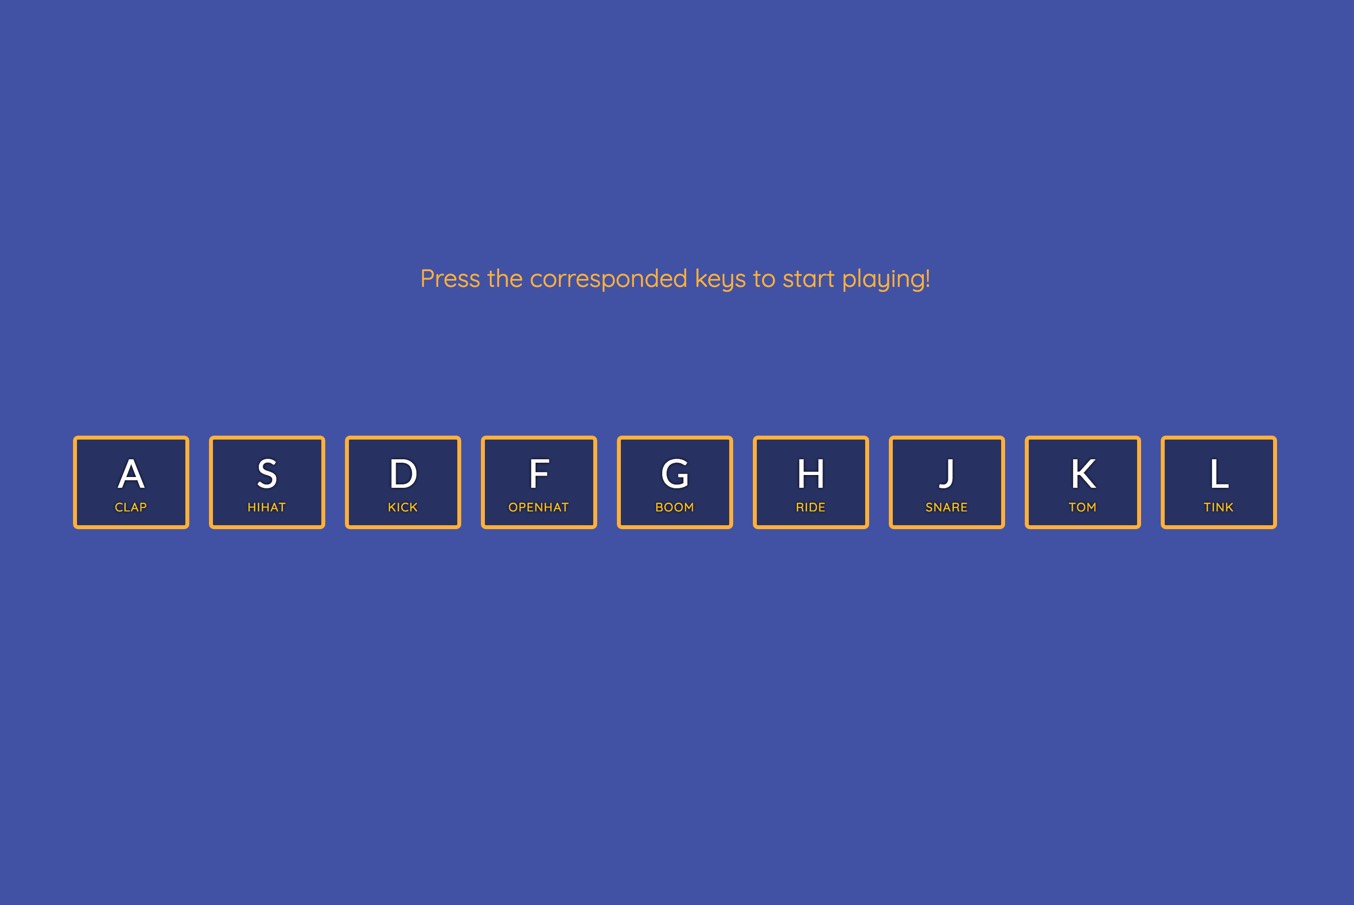 Press the corresponded keys to start playing!
A S D F G H J K L
CLAP HIHAT KICK OPENHAT BOOM RIDE SNARE TOM TINK